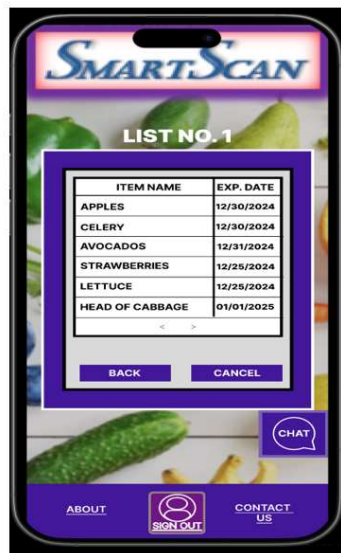 SMARTSCAN
LIST NO. 1
ITEM NAME EXP. DATE
APPLES 12/30/2024
CELERY 12/30/2024
AVOCADOS 12/31/2024
STRAWBERRIES 12/25/2024
LETTUCE 12/25/2024
HEAD OF CABBAGE 01/01/2025
< >
BACK CANCEL
CHAT
ABOUT SIGN OUT CONTACT
US